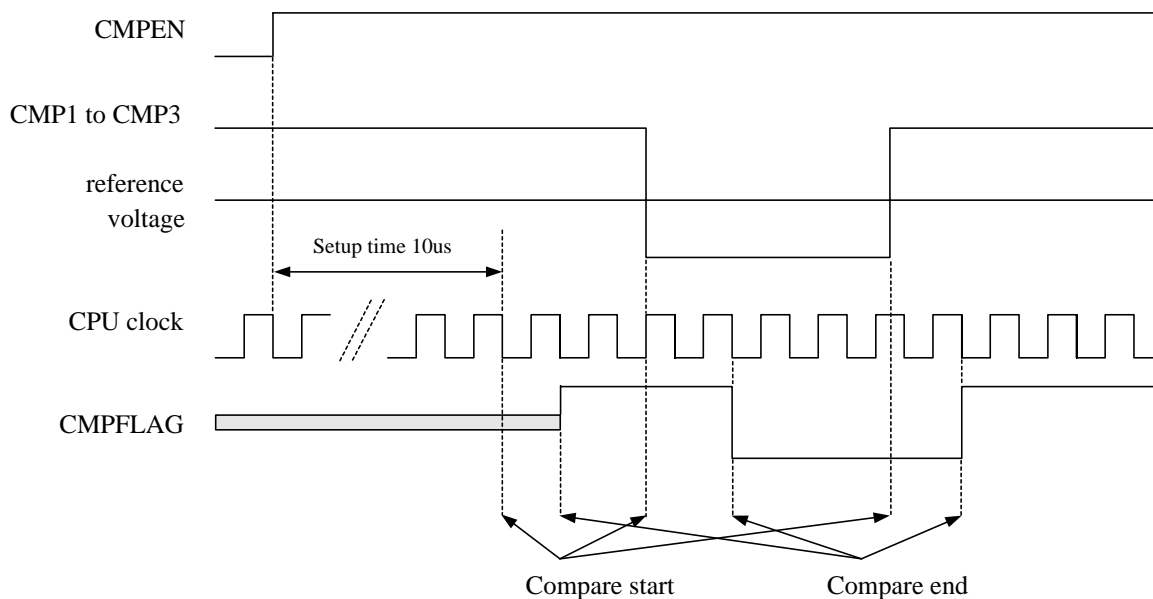 CMPEN
CMP1 to CMP3
reference
voltage
Setup time 10us
CPU clock
CMPFLAG
Compare start
Compare end